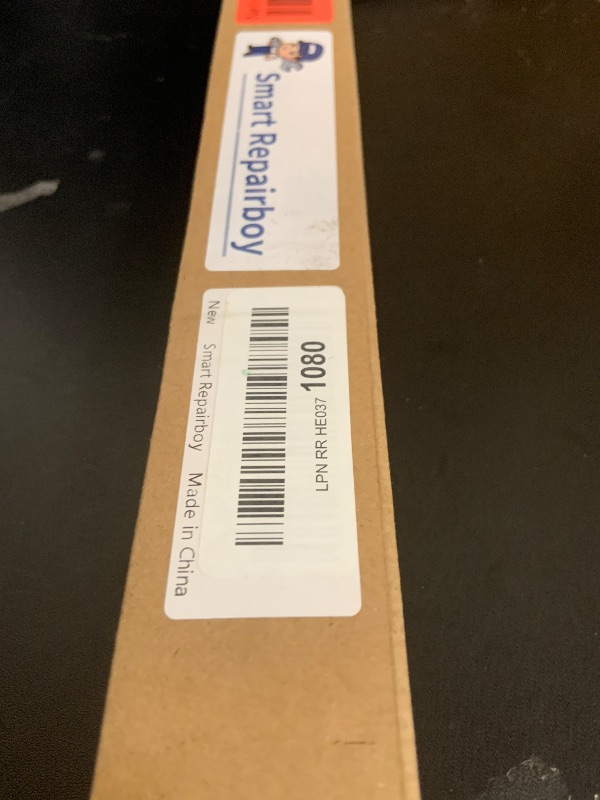 Smart Repairboy
LPN RR HE037 1080
New Smart Repairboy Made in China